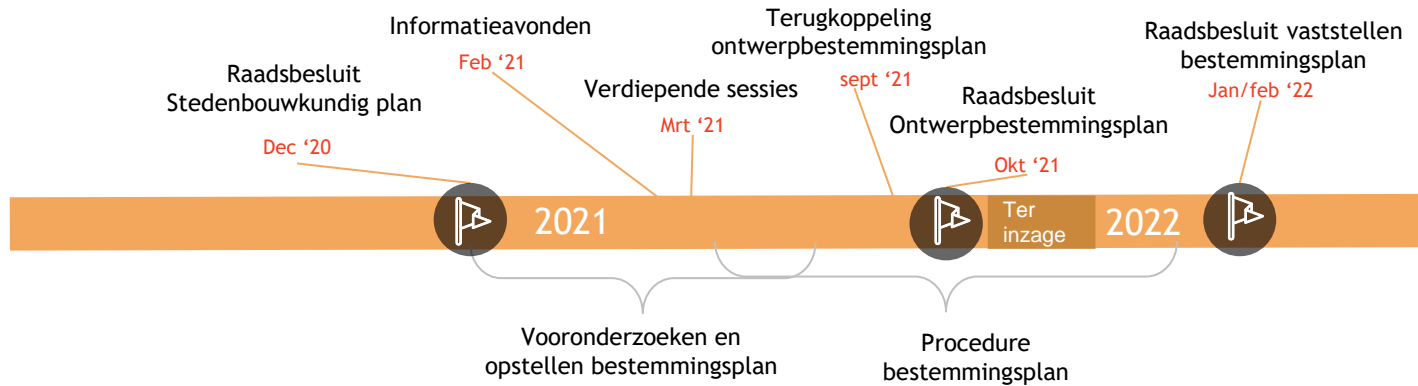 Informatieavonden
Feb ‘21
Terugkoppeling
ontwerpbestemmingsplan
sept ‘21
Raadsbesluit vaststellen
bestemmingsplan
Jan/feb ‘22
Raadsbesluit
Stedenbouwkundig plan
Dec ‘20
Verdiepende sessies
Mrt ‘21
Raadsbesluit
Ontwerpbestemmingsplan
Okt ‘21
2021
Ter
inzage
2022
Vooronderzoeken en
opstellen bestemmingsplan
Procedure
bestemmingsplan